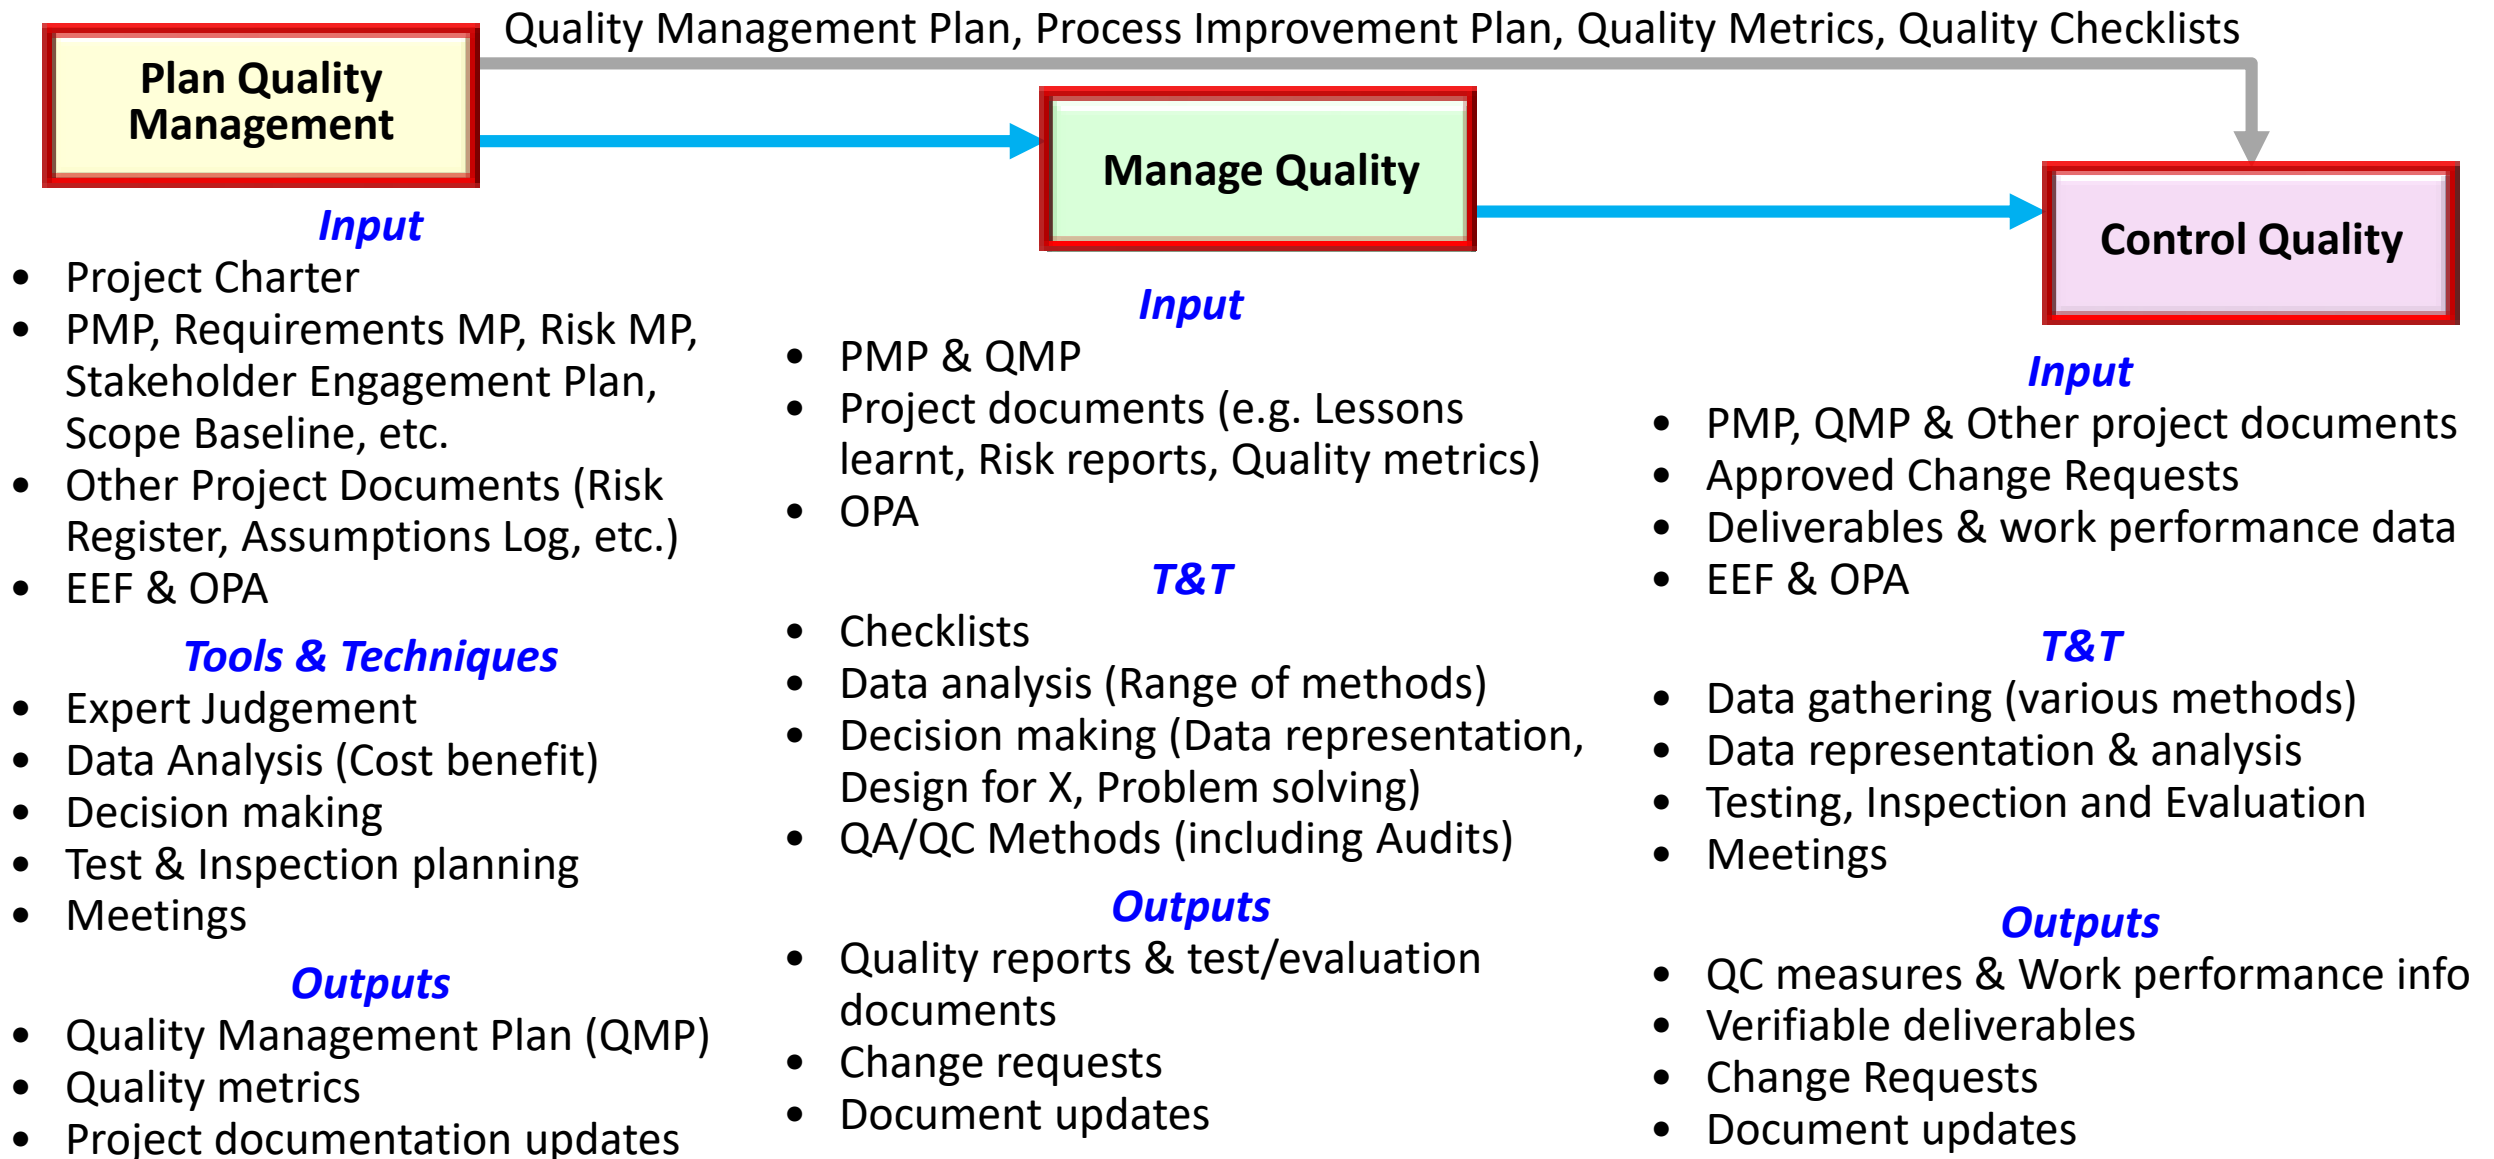 Quality Management Plan, Process Improvement Plan, Quality Metrics, Quality Checklists
Plan Quality
Management
Input
• Project Charter
• PMP, Requirements MP, Risk MP,
Stakeholder Engagement Plan,
Scope Baseline, etc.
• Other Project Documents (Risk
Register, Assumptions Log, etc.)
• EEF & OPA
Tools & Techniques
• Expert Judgement
• Data Analysis (Cost benefit)
• Decision making
• Test & Inspection planning
• Meetings
Outputs
• Quality Management Plan (QMP)
• Quality metrics
• Project documentation updates
Manage Quality
Input
• PMP & QMP
• Project documents (e.g. Lessons
learnt, Risk reports, Quality metrics)
• OPA
T&T
• Checklists
• Data analysis (Range of methods)
• Decision making (Data representation,
Design for X, Problem solving)
• QA/QC Methods (including Audits)
Outputs
• Quality reports & test/evaluation
documents
• Change requests
• Document updates
Control Quality
Input
• PMP, QMP & Other project documents
• Approved Change Requests
• Deliverables & work performance data
• EEF & OPA
T&T
• Data gathering (various methods)
• Data representation & analysis
• Testing, Inspection and Evaluation
• Meetings
Outputs
• QC measures & Work performance info
• Verifiable deliverables
• Change Requests
• Document updates